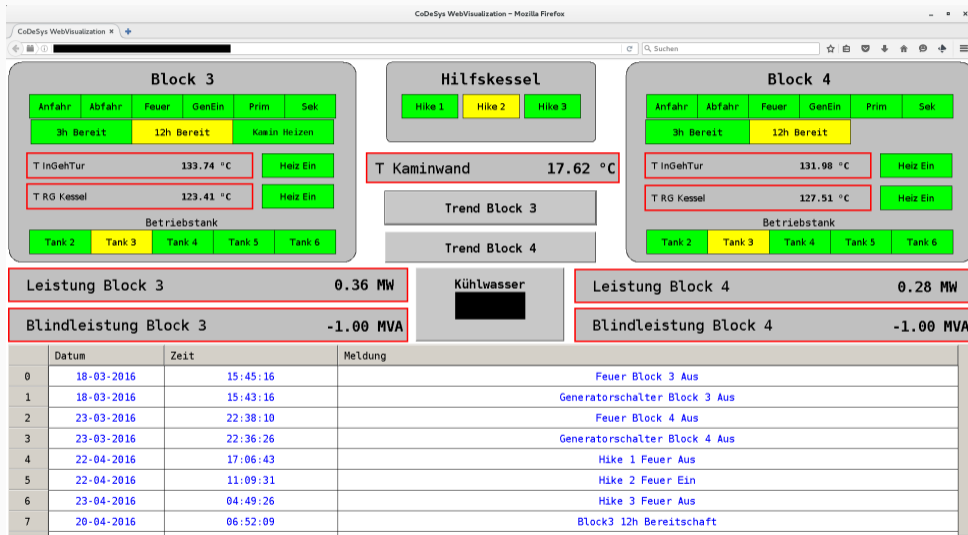 CoDeSys WebVisualization - Mozilla Firefox
CoDeSys WebVisualization
Suchen
Block 3
Anfahr Abfahr Feuer GenEin Prim Sek
3h Bereit 12h Bereit Kamin Heizen
T InGehTur 133.74 °C Heiz Ein
T RG Kessel 123.41 °C Heiz Ein
Betriebstank
Tank 2 Tank 3 Tank 4 Tank 5 Tank 6
Hilfskessel
Hike 1 Hike 2 Hike 3
T Kaminwand 17.62 °C
Trend Block 3
Trend Block 4
Block 4
Anfahr Abfahr Feuer GenEin Prim Sek
3h Bereit 12h Bereit
T InGehTur 131.98 °C Heiz Ein
T RG Kessel 127.51 °C Heiz Ein
Betriebstank
Tank 2 Tank 3 Tank 4 Tank 5 Tank 6
Leistung Block 3 0.36 MW
Blindleistung Block 3 -1.00 MVA
Kühlwasser
Leistung Block 4 0.28 MW
Blindleistung Block 4 -1.00 MVA
Datum Zeit Meldung
0 18-03-2016 15:45:16 Feuer Block 3 Aus
1 18-03-2016 15:43:16 Generatorschalter Block 3 Aus
2 23-03-2016 22:38:10 Feuer Block 4 Aus
3 23-03-2016 22:36:26 Generatorschalter Block 4 Aus
4 22-04-2016 17:06:43 Hike 1 Feuer Aus
5 22-04-2016 11:09:31 Hike 2 Feuer Ein
6 23-04-2016 04:49:26 Hike 3 Feuer Aus
7 20-04-2016 06:52:09 Block3 12h Bereitschaft